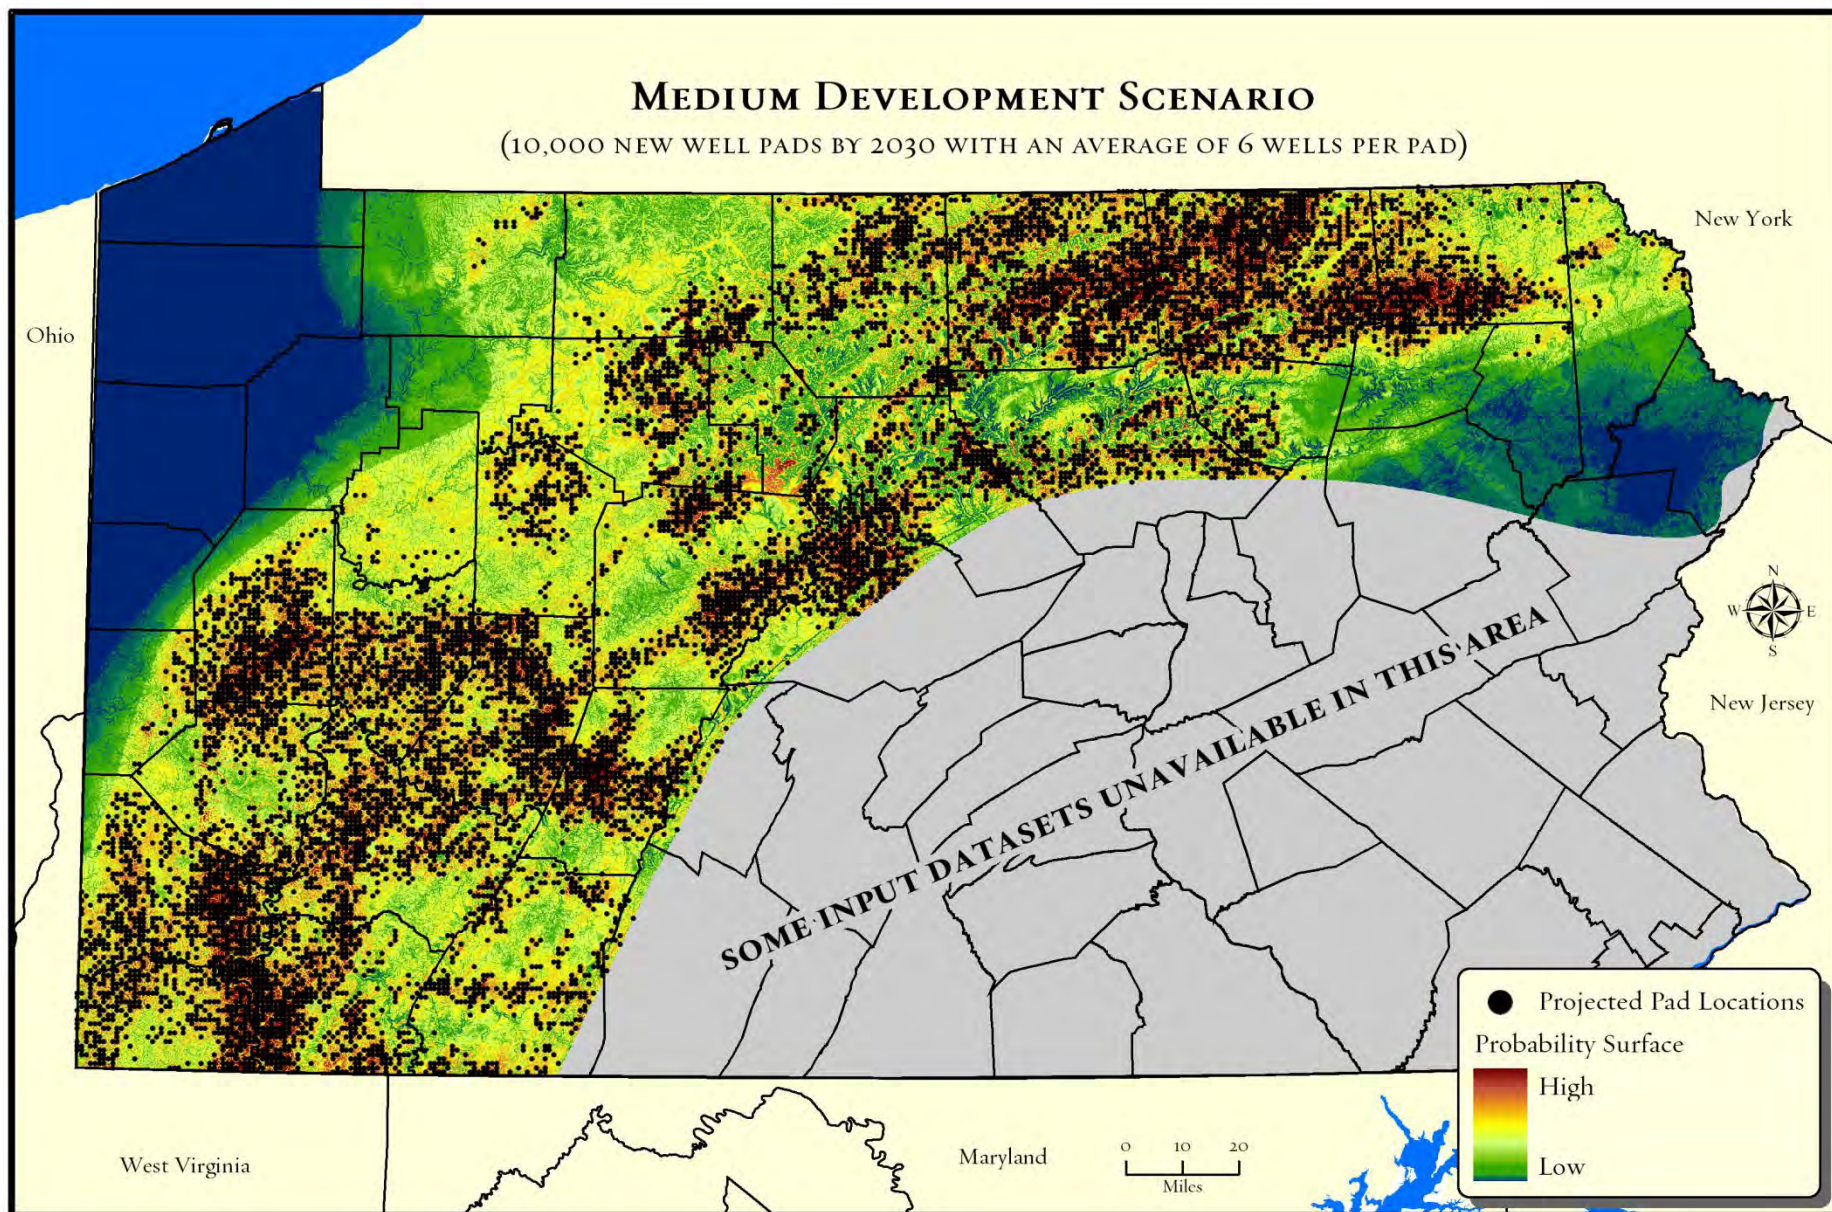 MEDIUM DEVELOPMENT SCENARIO
(10,000 NEW WELL PADS BY 2030 WITH AN AVERAGE OF 6 WELLS PER PAD)
New York
Ohio
N
W E
S
SOME INPUT DATASETS UNAVAILABLE IN THIS AREA
New Jersey
Projected Pad Locations
Probability Surface
High
Low
West Virginia
Maryland
0 10 20
Miles